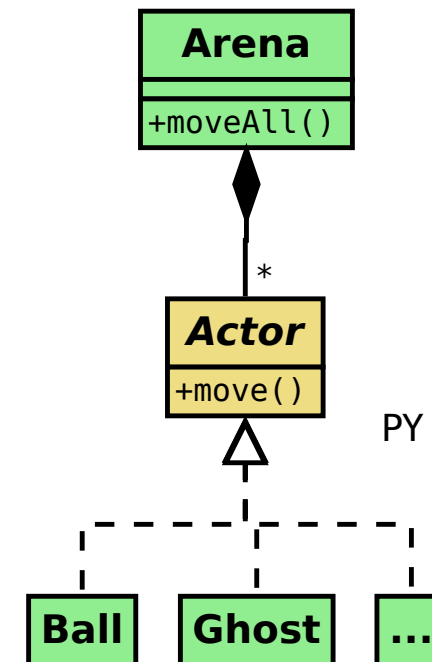 Arena
+moveAll()
*
Actor
+move()
PY
Ball
Ghost
...